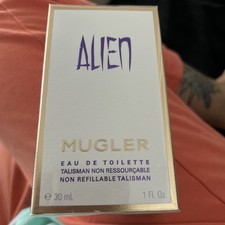 ALIEN
MUGLER
EAU DE TOILETTE
TALISMAN NON RESSOURÇABLE
NON REFILLABLE TALISMAN
℮ 30 mL 1 FL Oz